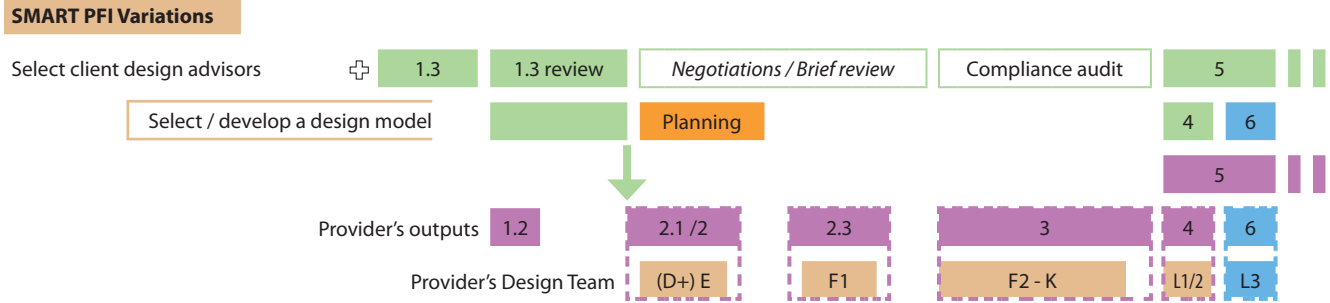 SMART PFI Variations
Select client design advisors 1.3 1.3 review Negotiations / Brief review Compliance audit 5
Select / develop a design model Planning 4 6
5
Provider's outputs 1.2 2.1 /2 2.3 3 4 6
Provider's Design Team (D+) E F1 F2 - K L1/2 L3